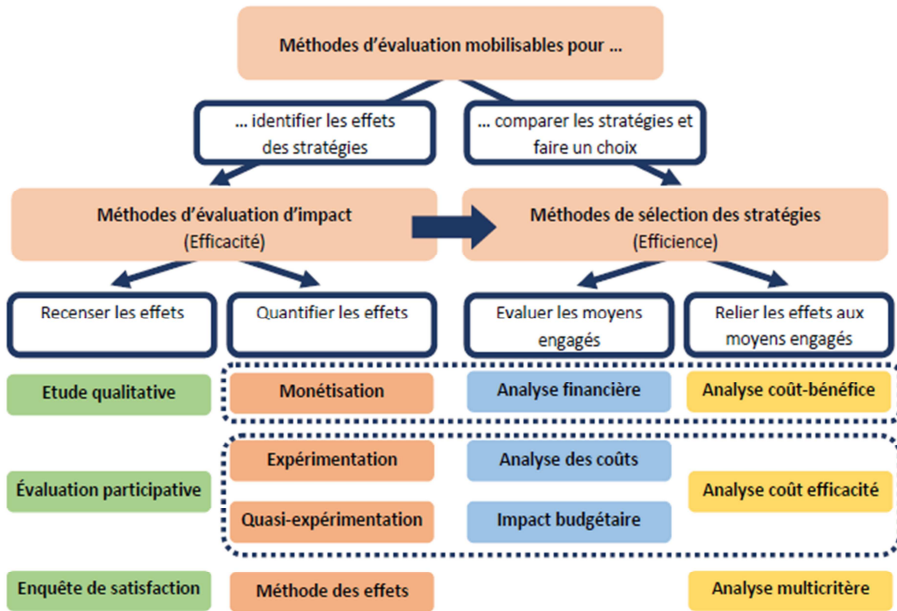 Méthodes d'évaluation mobilisables pour …
… identifier les effets
des stratégies
… comparer les stratégies et
faire un choix
Méthodes d'évaluation d'impact
(Efficacité)
Méthodes de sélection des stratégies
(Efficience)
Recenser les effets
Quantifier les effets
Evaluer les moyens
engagés
Relier les effets aux
moyens engagés
Etude qualitative
Monétisation
Analyse financière
Analyse coût-bénéfice
Expérimentation
Analyse des coûts
Évaluation participative
Analyse coût efficacité
Quasi-expérimentation
Impact budgétaire
Enquête de satisfaction
Méthode des effets
Analyse multicritère